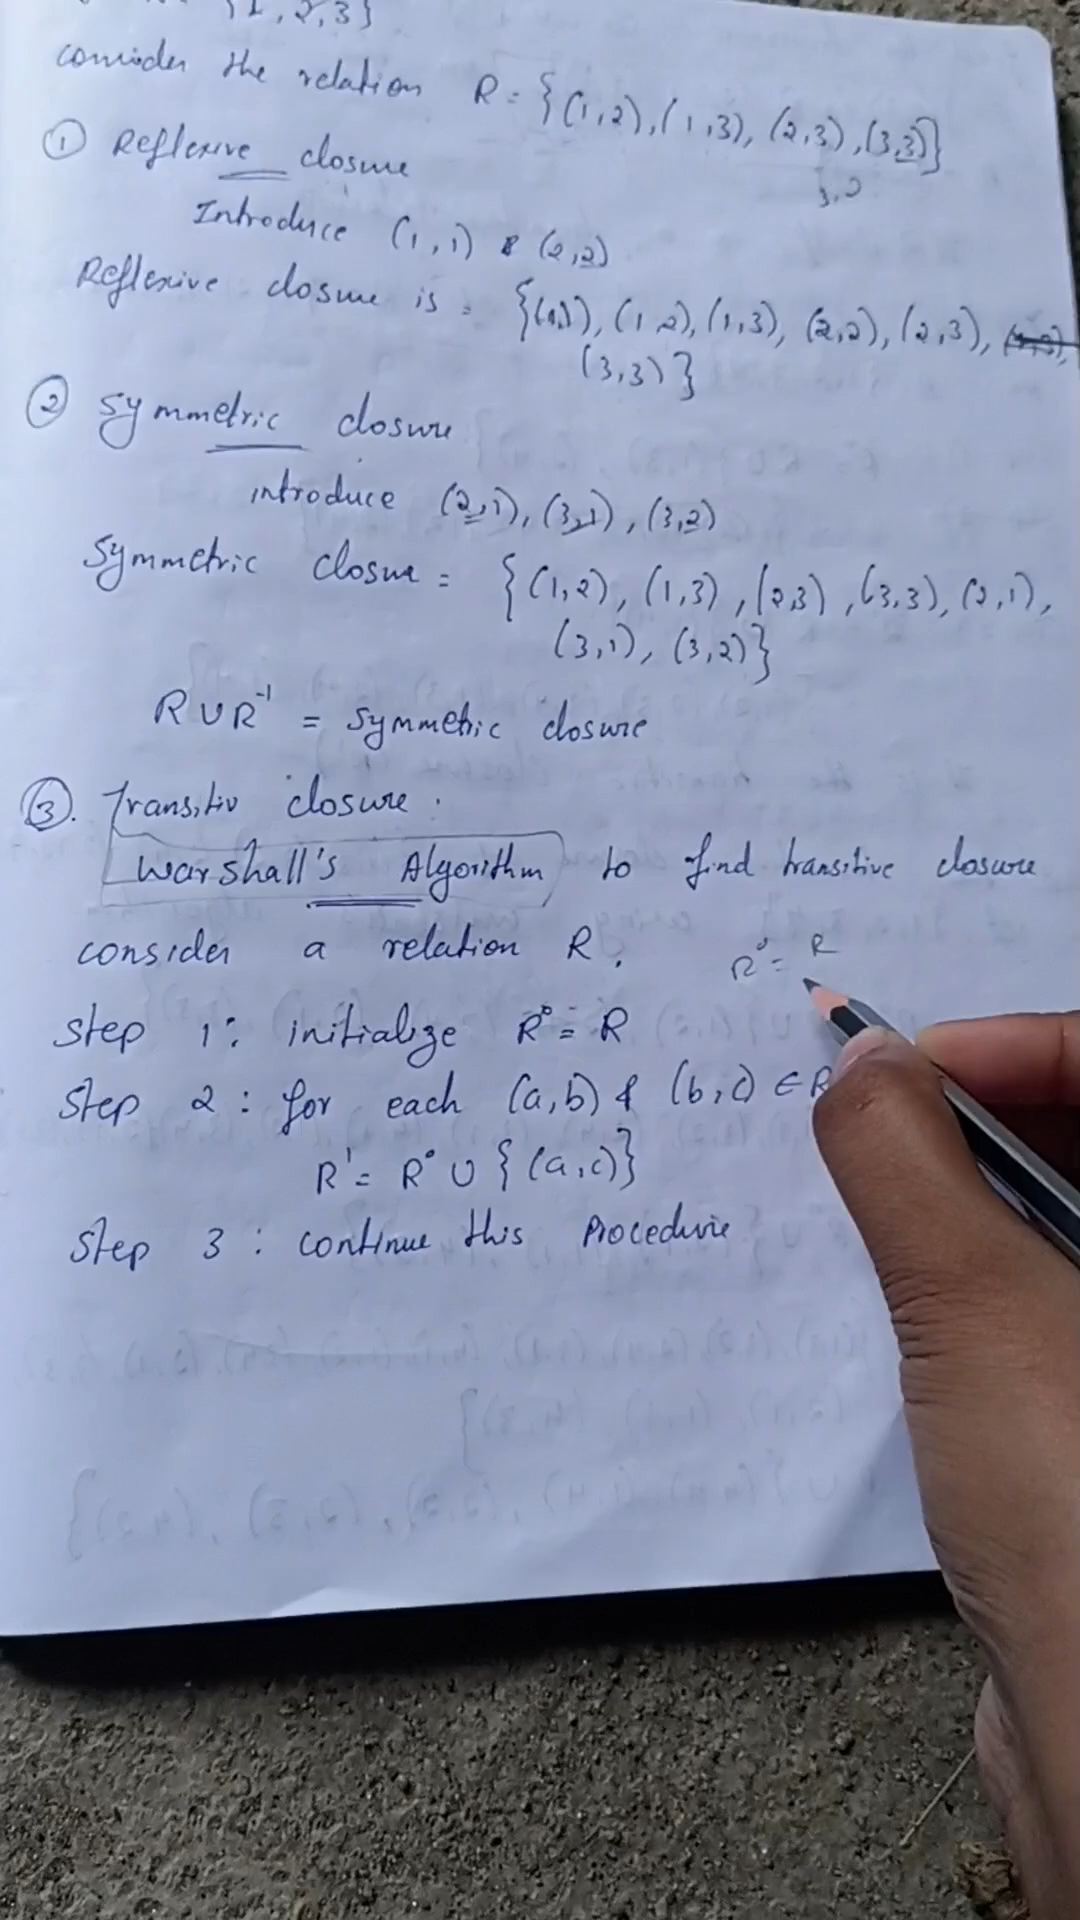 {1,2,3}
consider the relation R = {(1,2),(1,3),(2,3),(3,3)}
① Reflexive closure
Introduce (1,1) & (2,2)
Reflexive closure is = {(1,1),(1,2),(1,3),(2,2),(2,3),
(3,3)}
② Symmetric closure
introduce (2,1),(3,1),(3,2)
Symmetric closure = {(1,2),(1,3),(2,3),(3,3),(2,1),
(3,1),(3,2)}
R∪R⁻¹ = Symmetric closure
③. Transitiv closure.
Warshall's Algorithm to find transitive closure
consider a relation R.
R⁰ = R
Step 1: initialize R⁰ = R
Step 2: for each (a,b) & (b,c) ∈ R
R¹ = R⁰ ∪ {(a,c)}
Step 3: continue this procedure